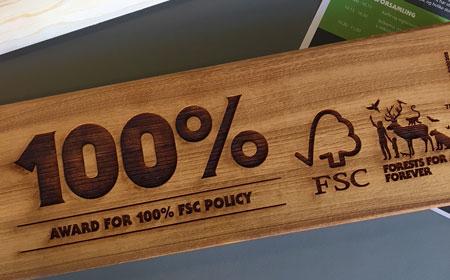 FORSAMLING
100%
AWARD FOR 100% FSC POLICY
FSC
FORESTS FOR
FOREVER